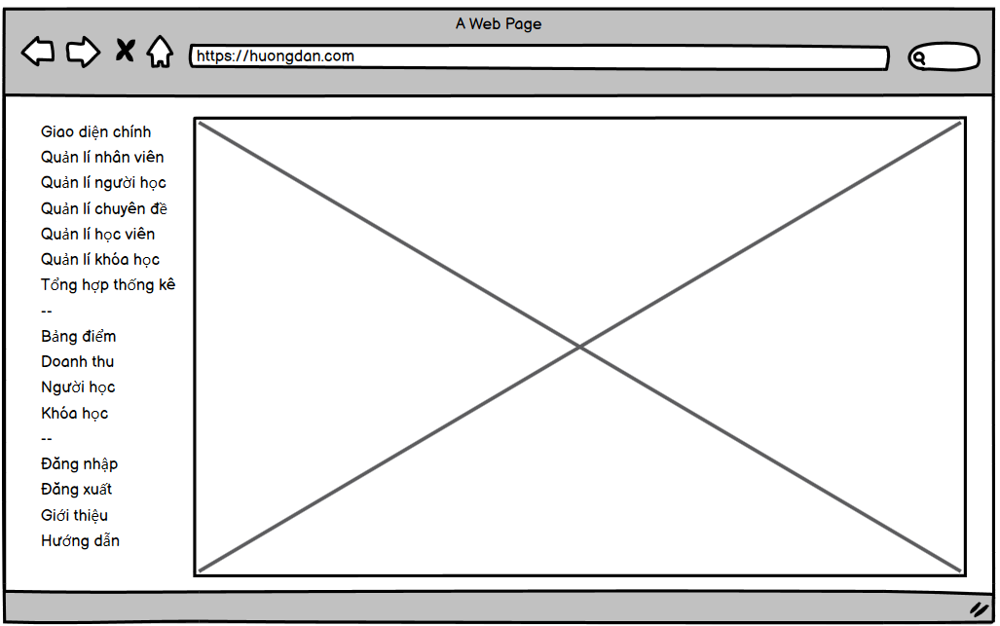 A Web Page
https://huongdan.com
Giao diện chính
Quản lí nhân viên
Quản lí người học
Quản lí chuyên đề
Quản lí học viên
Quản lí khóa học
Tổng hợp thống kê
--
Bảng điểm
Doanh thu
Người học
Khóa học
--
Đăng nhập
Đăng xuất
Giới thiệu
Hướng dẫn